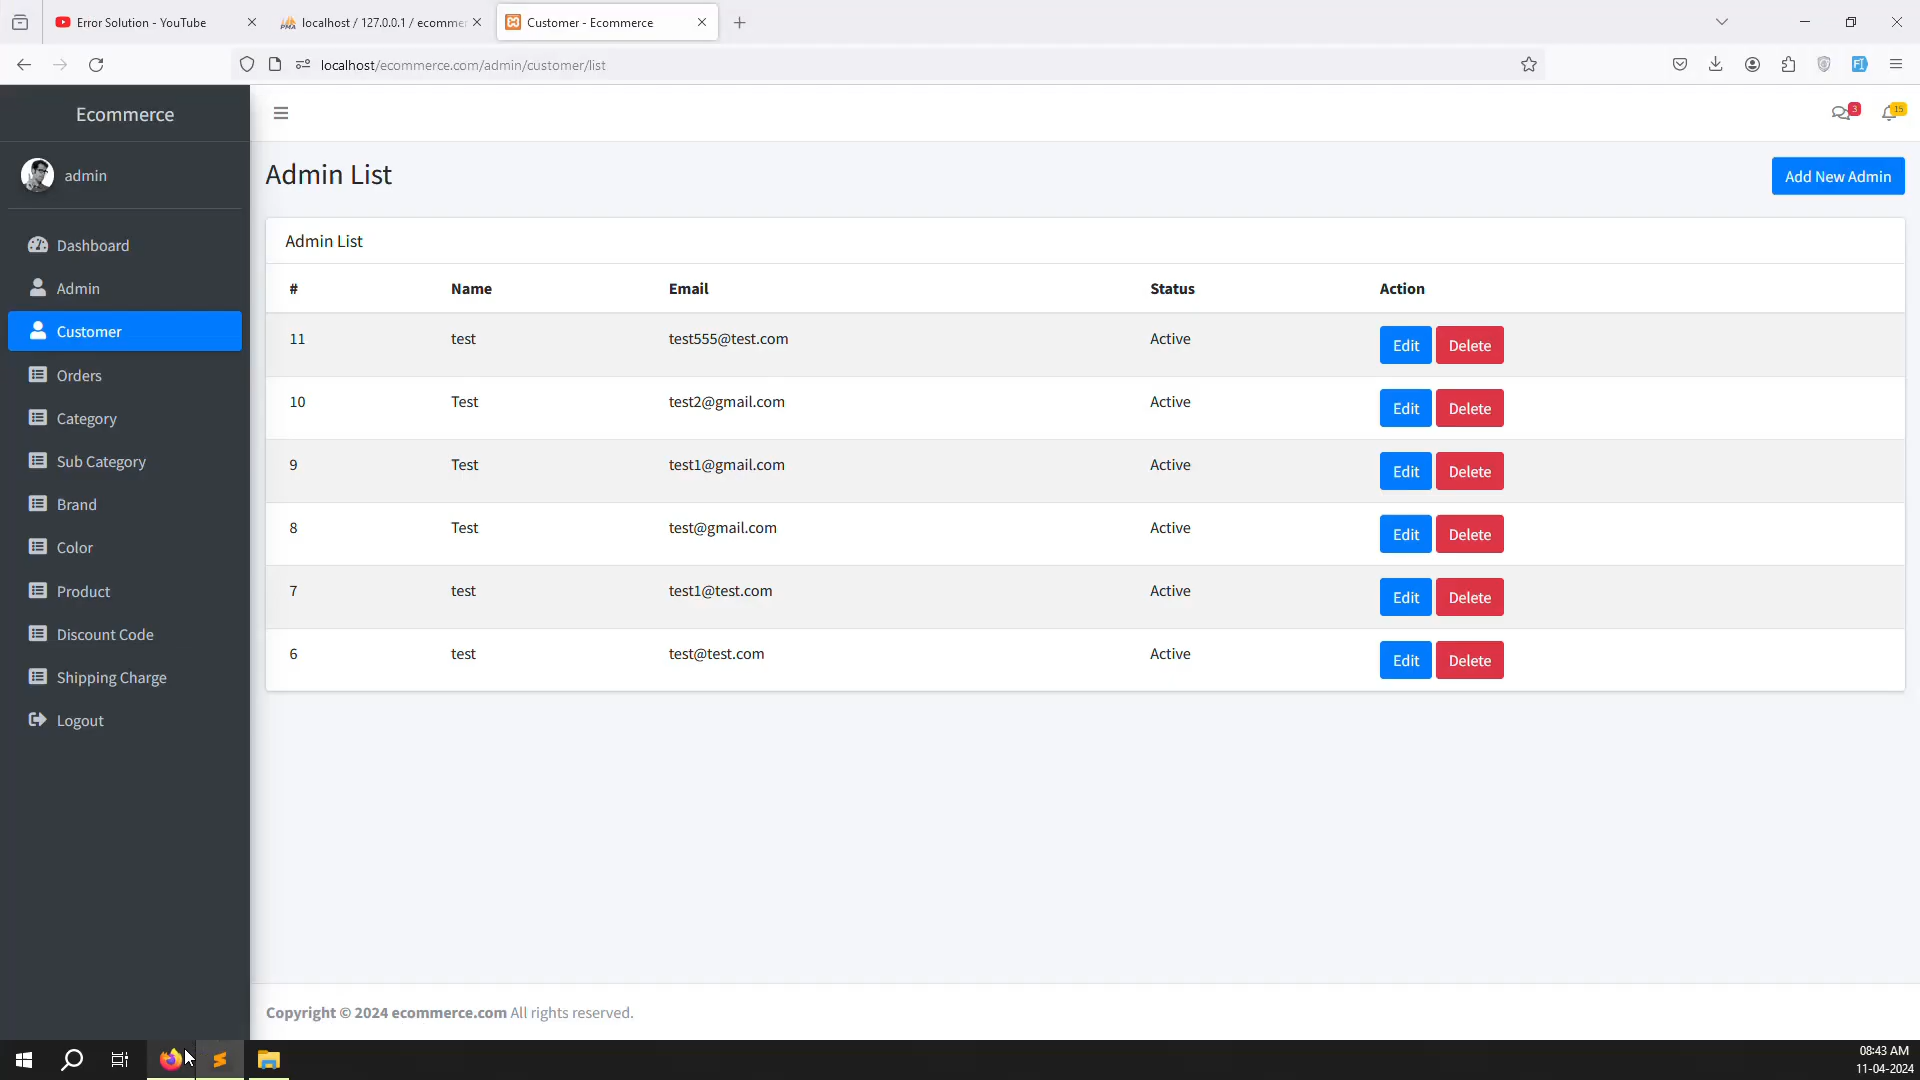 Error Solution - YouTube
localhost / 127.0.0.1 / ecommer
Customer - Ecommerce
localhost/ecommerce.com/admin/customer/list
Ecommerce
3
15
admin
Admin List
Add New Admin
Dashboard
Admin
Customer
Orders
Category
Sub Category
Brand
Color
Product
Discount Code
Shipping Charge
Logout
Admin List
# Name Email Status Action
11 test test555@test.com Active Edit Delete
10 Test test2@gmail.com Active Edit Delete
9 Test test1@gmail.com Active Edit Delete
8 Test test@gmail.com Active Edit Delete
7 test test1@test.com Active Edit Delete
6 test test@test.com Active Edit Delete
Copyright © 2024 ecommerce.com All rights reserved.
08:43 AM
11-04-2024